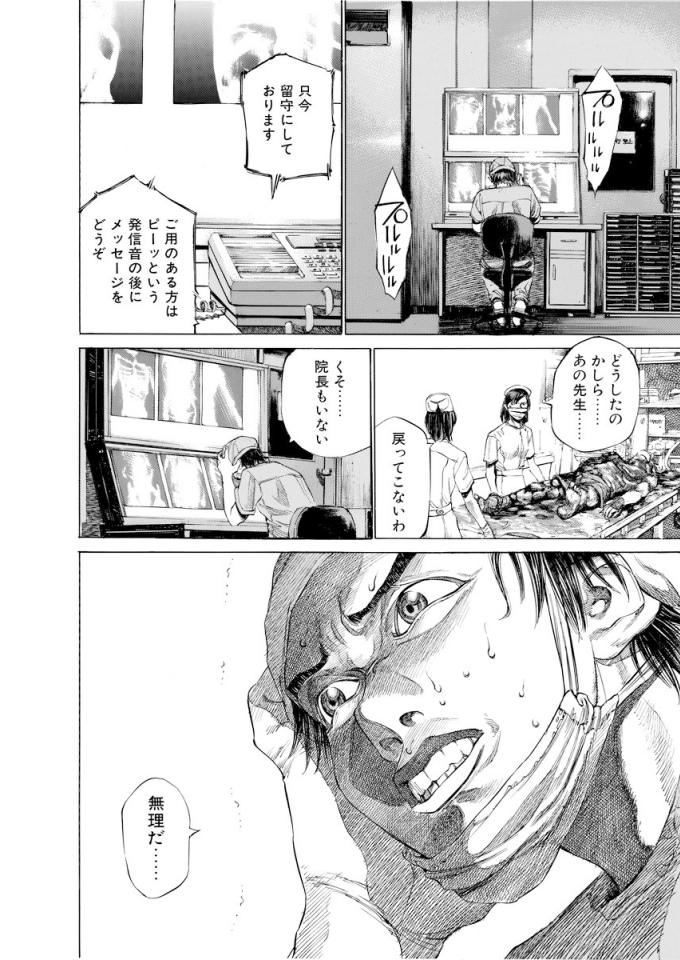 プルルルル
プルルルル
只今
留守にして
おります
ご用のある方は
ピーッという
発信音の後に
メッセージを
どうぞ
どうしたの
かしら……
あの先生……
戻ってこないわ
くそ……
院長もいない
無理だ……